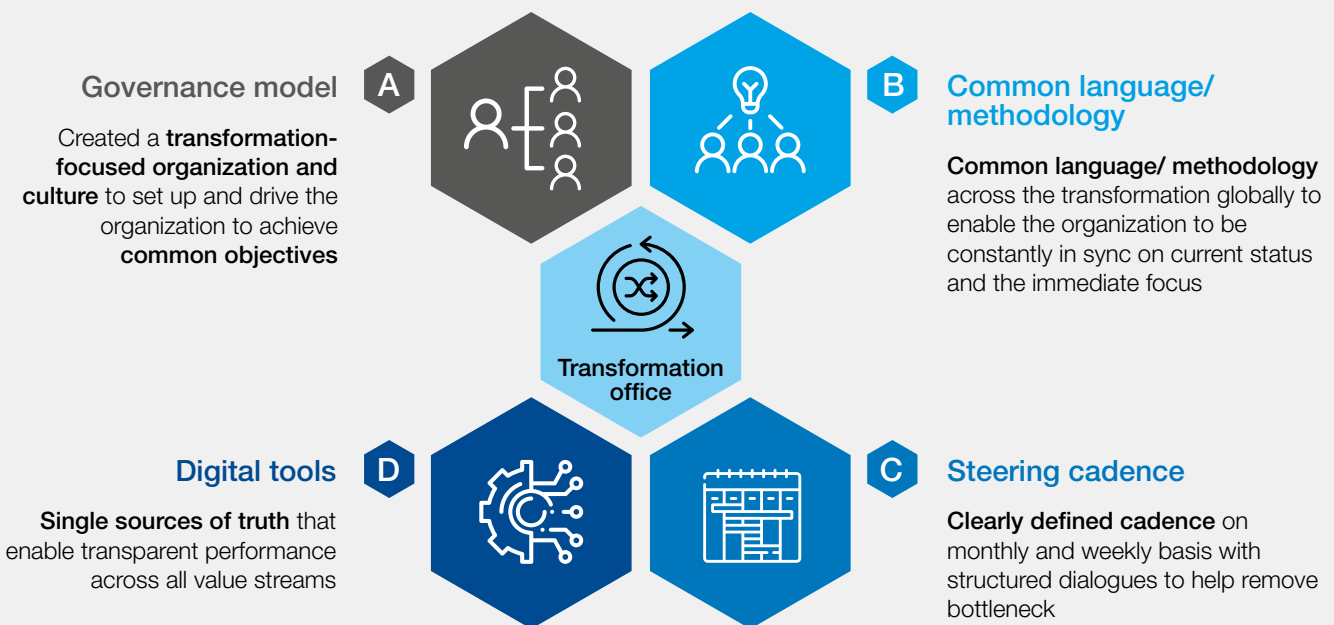 Governance model
A
Created a transformation-
focused organization and
culture to set up and drive the
organization to achieve
common objectives
B
Common language/
methodology
Common language/ methodology
across the transformation globally to
enable the organization to be
constantly in sync on current status
and the immediate focus
Transformation
office
Digital tools
D
Single sources of truth that
enable transparent performance
across all value streams
C
Steering cadence
Clearly defined cadence on
monthly and weekly basis with
structured dialogues to help remove
bottleneck